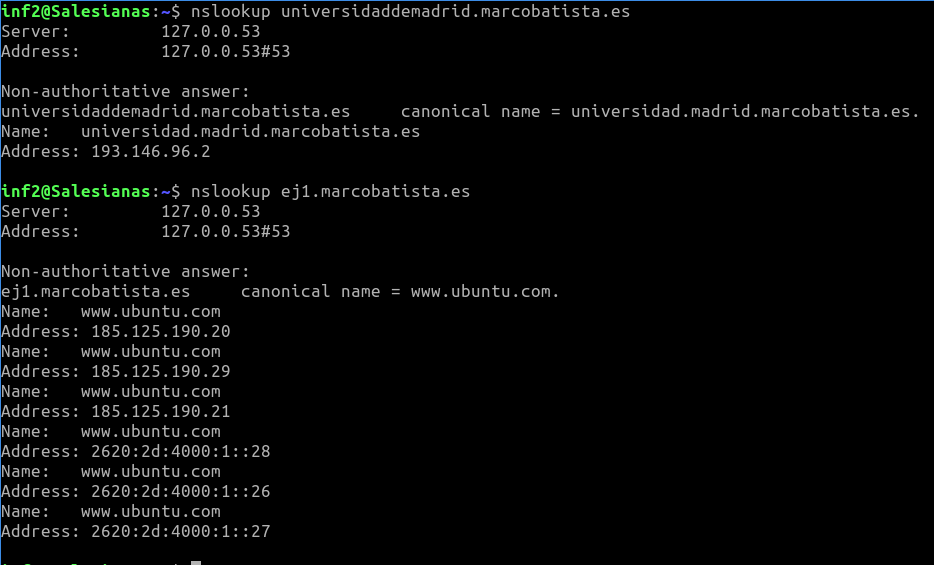 inf2@Salesianas:~$ nslookup universidaddemadrid.marcobatista.es
Server:         127.0.0.53
Address:        127.0.0.53#53

Non-authoritative answer:
universidaddemadrid.marcobatista.es     canonical name = universidad.madrid.marcobatista.es.
Name:   universidad.madrid.marcobatista.es
Address: 193.146.96.2

inf2@Salesianas:~$ nslookup ej1.marcobatista.es
Server:         127.0.0.53
Address:        127.0.0.53#53

Non-authoritative answer:
ej1.marcobatista.es     canonical name = www.ubuntu.com.
Name:   www.ubuntu.com
Address: 185.125.190.20
Name:   www.ubuntu.com
Address: 185.125.190.29
Name:   www.ubuntu.com
Address: 185.125.190.21
Name:   www.ubuntu.com
Address: 2620:2d:4000:1::28
Name:   www.ubuntu.com
Address: 2620:2d:4000:1::26
Name:   www.ubuntu.com
Address: 2620:2d:4000:1::27